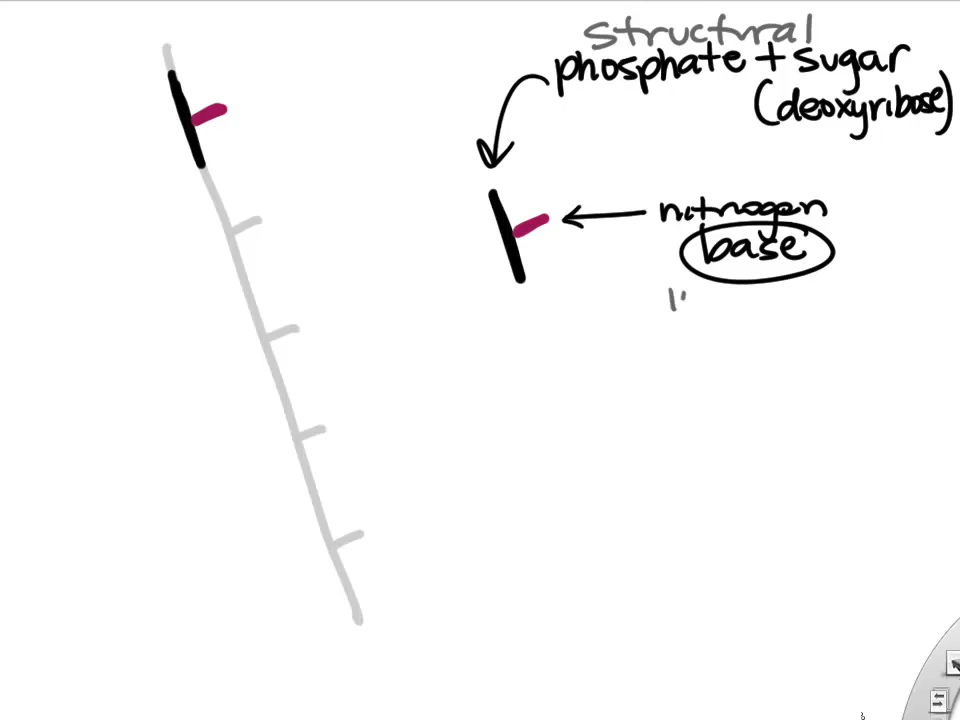 structural
phosphate + sugar
(deoxyribose)
nitrogen
base